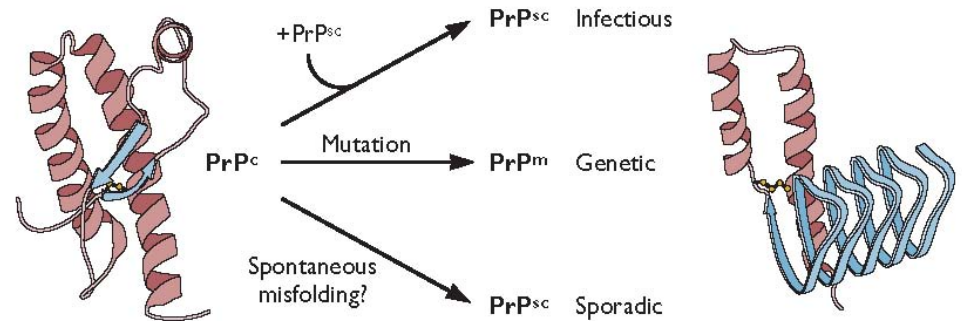 +PrPˢᶜ
PrPˢᶜ Infectious
PrPᶜ
Mutation
PrPᵐ Genetic
Spontaneous
misfolding?
PrPˢᶜ Sporadic